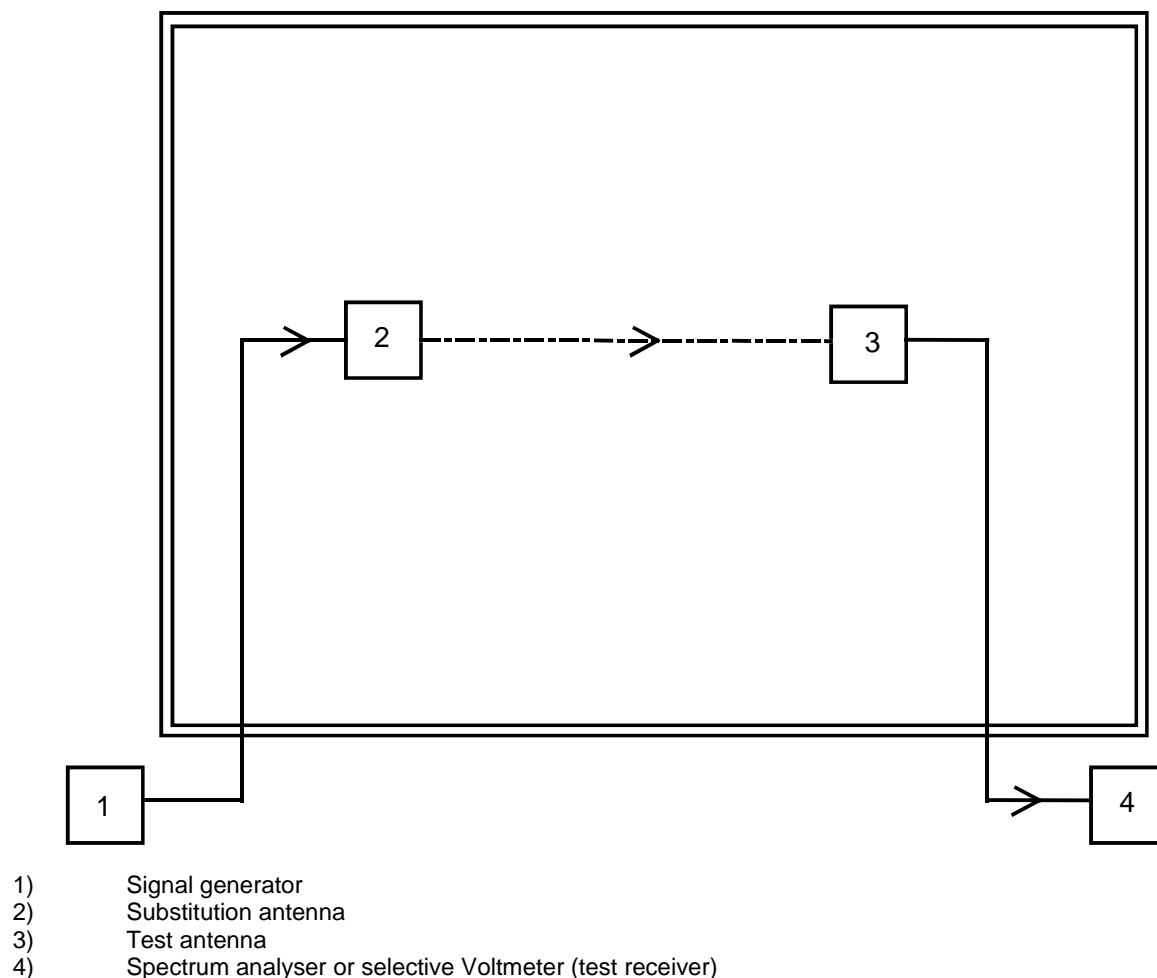 2
3
1
4
1) Signal generator
2) Substitution antenna
3) Test antenna
4) Spectrum analyser or selective Voltmeter (test receiver)